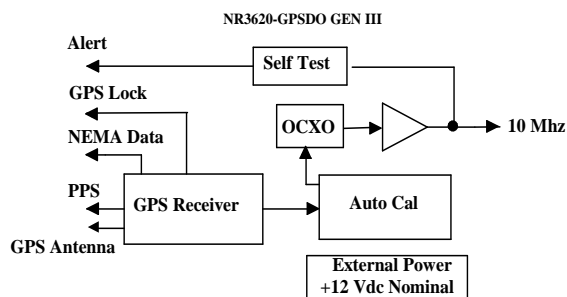 NR3620-GPSDO GEN III
Alert
Self Test
GPS Lock
OCXO
10 Mhz
NEMA Data
PPS
GPS Receiver
Auto Cal
GPS Antenna
External Power
+12 Vdc Nominal